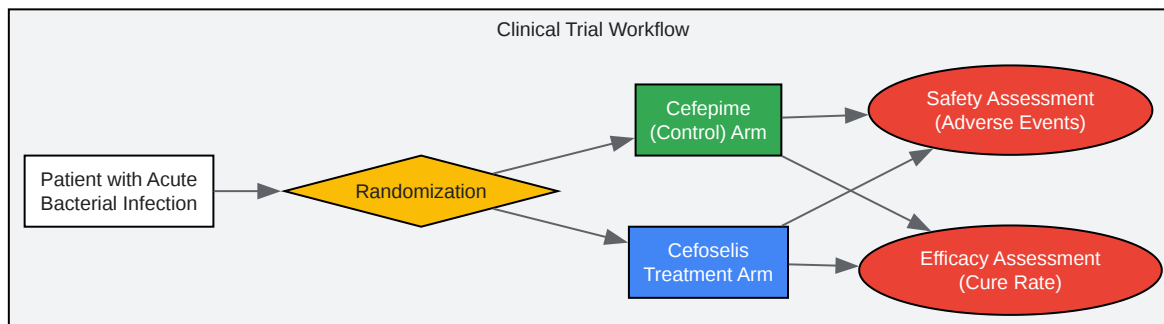 Clinical Trial Workflow
Patient with Acute
Bacterial Infection
Randomization
Cefepime
(Control) Arm
Cefoselis
Treatment Arm
Safety Assessment
(Adverse Events)
Efficacy Assessment
(Cure Rate)